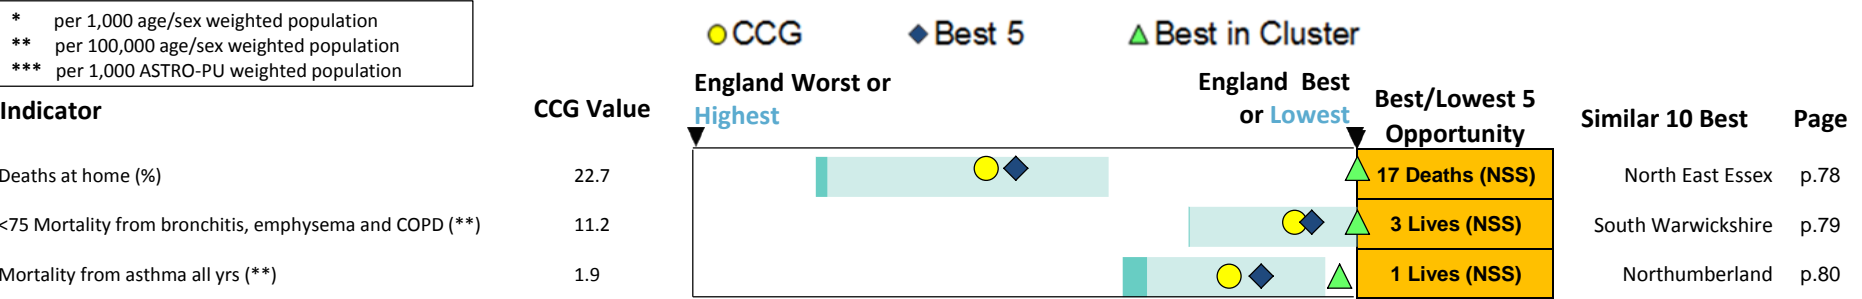 * per 1,000 age/sex weighted population
** per 100,000 age/sex weighted population
*** per 1,000 ASTRO-PU weighted population
CCG Best 5 Best in Cluster
England Worst or Highest
England Best or Lowest
Indicator CCG Value Best/Lowest 5 Opportunity Similar 10 Best Page
Deaths at home (%) 22.7 17 Deaths (NSS) North East Essex p.78
<75 Mortality from bronchitis, emphysema and COPD (**) 11.2 3 Lives (NSS) South Warwickshire p.79
Mortality from asthma all yrs (**) 1.9 1 Lives (NSS) Northumberland p.80